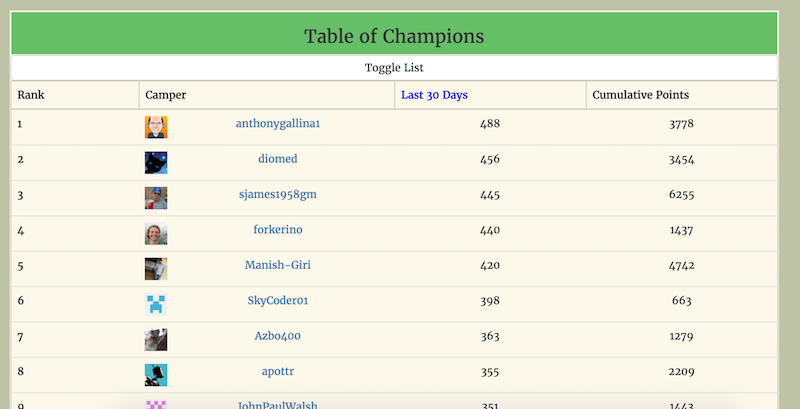 Table of Champions
Toggle List
Rank Camper Last 30 Days Cumulative Points
1 anthonygallina1 488 3778
2 diomed 456 3454
3 sjames1958gm 445 6255
4 forkerino 440 1437
5 Manish-Giri 420 4742
6 SkyCoder01 398 663
7 Azbo400 363 1279
8 apottr 355 2209
9 JohnPaulWalsh 351 1443